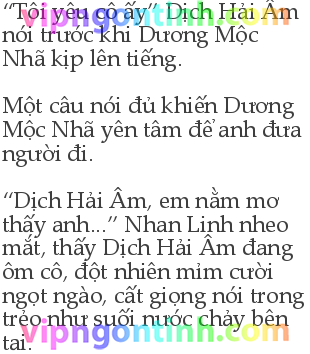 “Tôi yêu cô ấy” Dịch Hải Âm
vipngontinh.com
nói trước khi Dương Mộc
Nhã kịp lên tiếng.
Một câu nói đủ khiến Dương
Mộc Nhã yên tâm để anh đưa
người đi.
“Dịch Hải Âm, em nằm mơ
thấy anh...” Nhan Linh nheo
mắt, thấy Dịch Hải Âm đang
ôm cô, đột nhiên mỉm cười
ngọt ngào, cất giọng nói trong
trẻo như suối nước chảy bên
vipngontinh.com
tai.